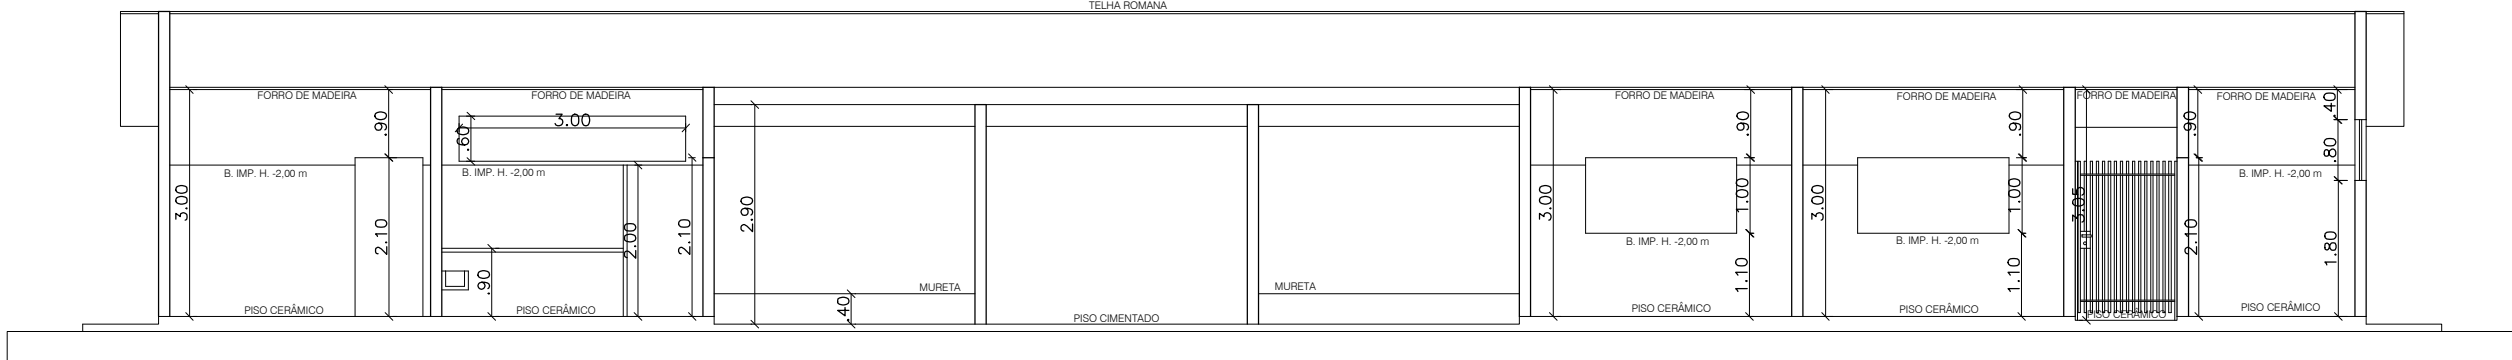 TELHA ROMANA
FORRO DE MADEIRA
FORRO DE MADEIRA
FORRO DE MADEIRA
FORRO DE MADEIRA
FORRO DE MADEIRA
FORRO DE MADEIRA
.90
3.00
.60
.90
.90
.90
.40
.80
B. IMP. H. -2,00 m
B. IMP. H. -2,00 m
B. IMP. H. -2,00 m
3.00
2.10
2.00
2.10
2.90
3.00
1.00
3.00
1.00
3.05
2.10
1.80
B. IMP. H. -2,00 m
B. IMP. H. -2,00 m
.90
.40
1.10
1.10
MURETA
MURETA
PISO CERÂMICO
PISO CERÂMICO
PISO CIMENTADO
PISO CERÂMICO
PISO CERÂMICO
PISO CERÂMICO
PISO CERÂMICO